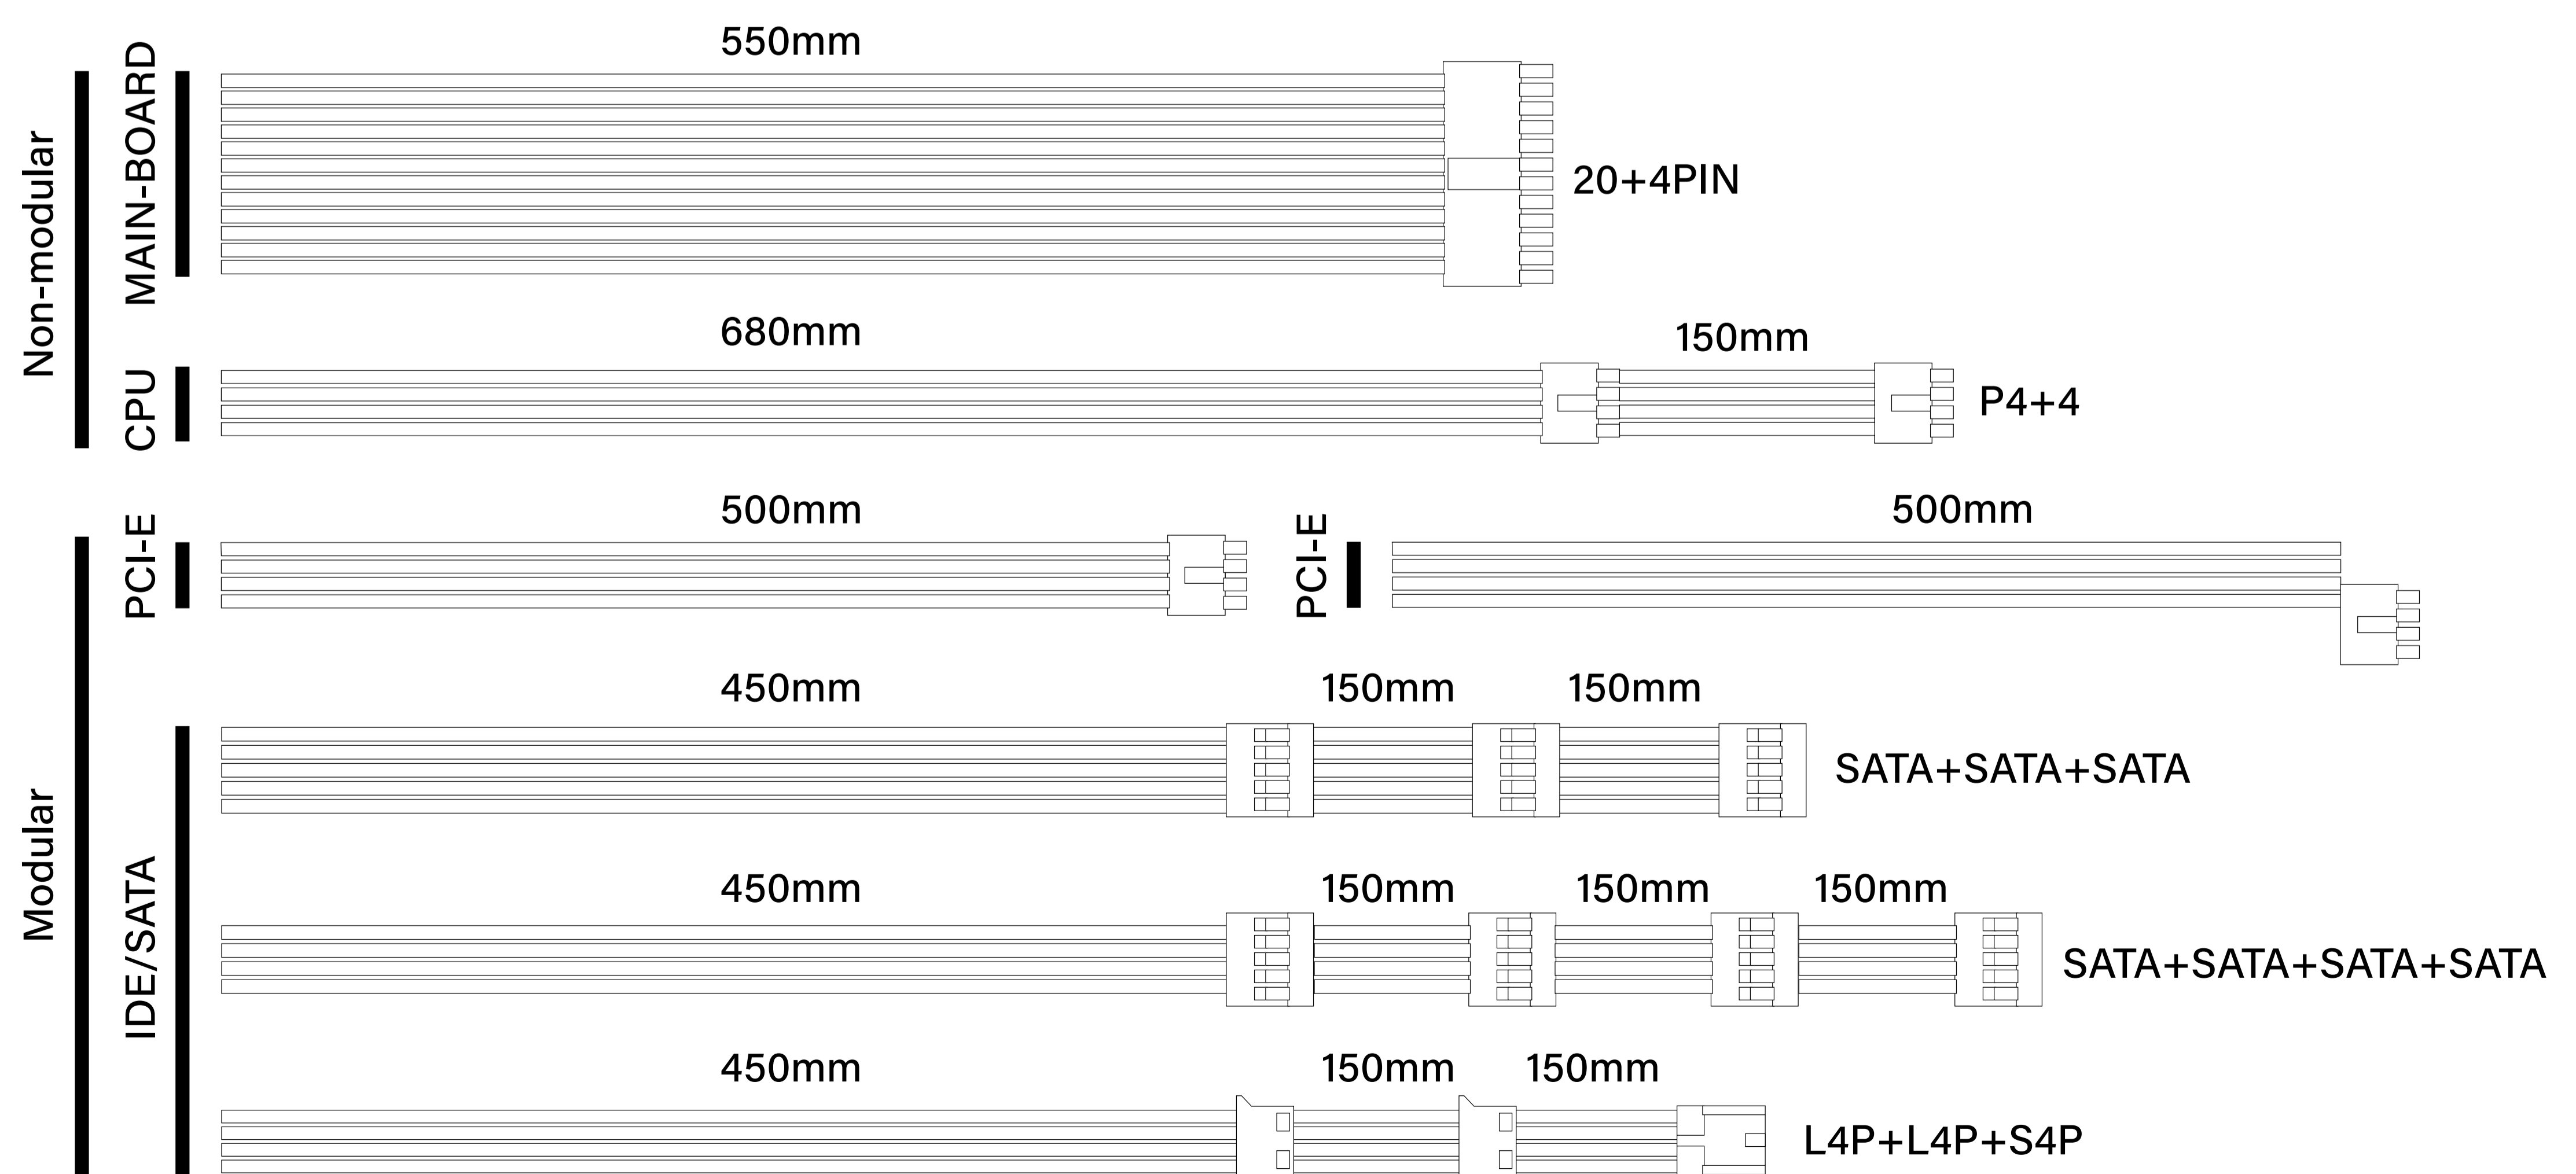 Non-modular
MAIN-BOARD
550mm
20+4PIN
CPU
680mm
150mm
P4+4
Modular
PCI-E
500mm
PCI-E
500mm
IDE/SATA
450mm
150mm
150mm
SATA+SATA+SATA
450mm
150mm
150mm
150mm
SATA+SATA+SATA+SATA
450mm
150mm
150mm
L4P+L4P+S4P